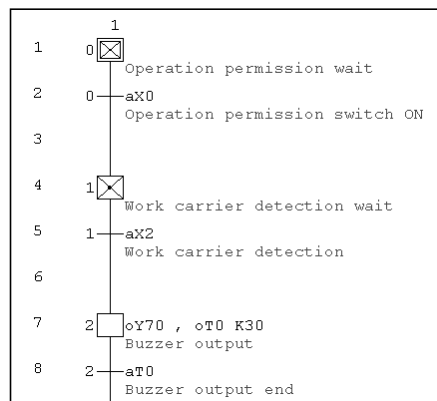 1
1 0
Operation permission wait
2 0 aX0
Operation permission switch ON
3
4 1
Work carrier detection wait
5 1 aX2
Work carrier detection
6
7 2 oY70 , oT0 K30
Buzzer output
8 2 aT0
Buzzer output end